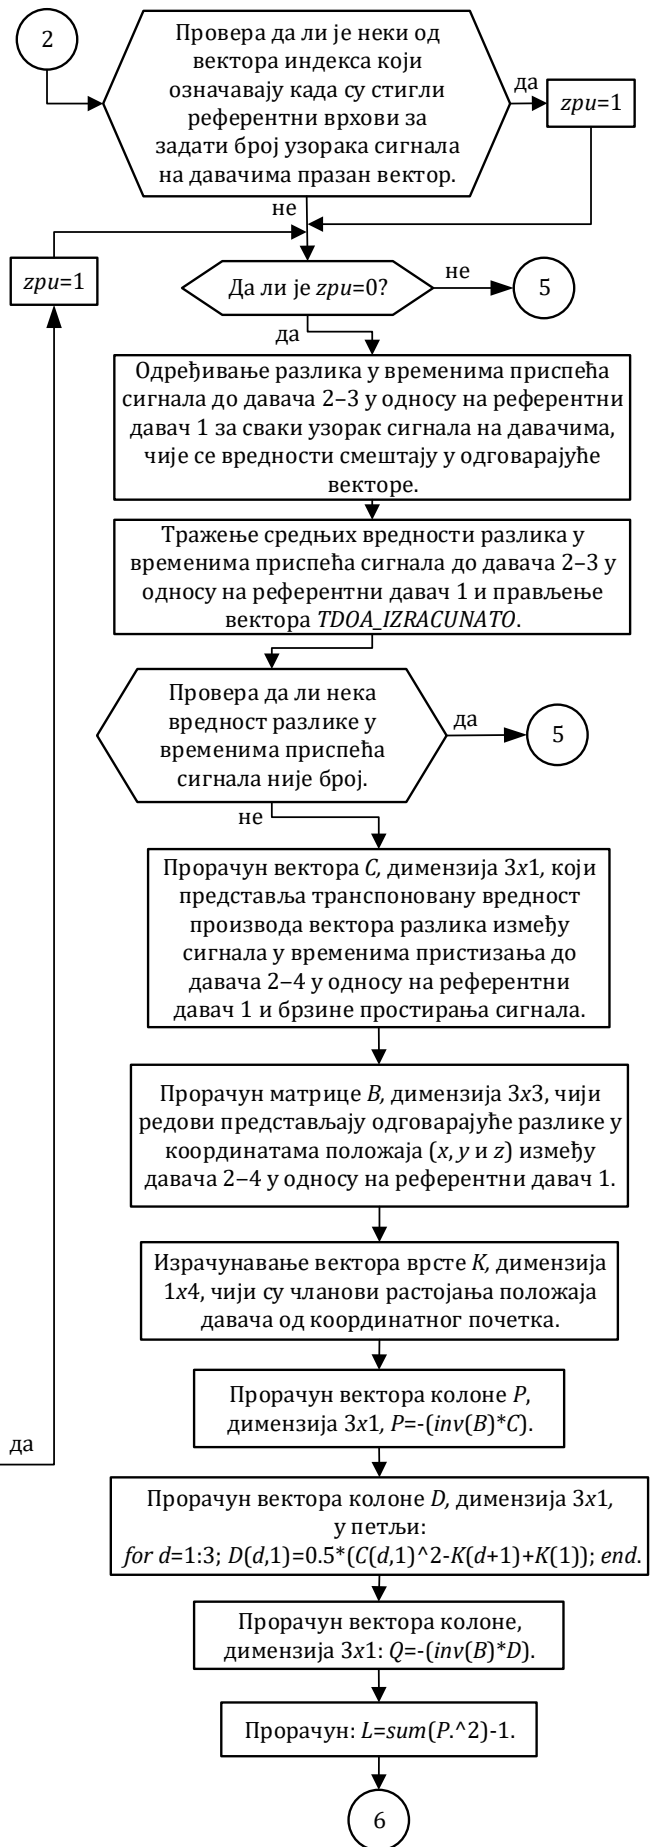 2
Провера да ли је неки од
вектора индекса који
означавају када су стигли
референтни врхови за
задати број узорака сигнала
на давачима празан вектор.
да
zpu=1
не
zpu=1
Да ли је zpu=0?
не
5
да
Одређивање разлика у временима приспећа
сигнала до давача 2–3 у односу на референтни
давач 1 за сваки узорак сигнала на давачима,
чије се вредности смештају у одговарајуће
векторе.
Тражење средњих вредности разлика у
временима приспећа сигнала до давача 2–3 у
односу на референтни давач 1 и прављење
вектора TDOA_IZRACUNATO.
Провера да ли нека
вредност разлике у
временима приспећа
сигнала није број.
да
5
не
Прорачун вектора C, димензија 3x1, који
представља транспоновану вредност
производа вектора разлика између
сигнала у временима пристизања до
давача 2–4 у односу на референтни
давач 1 и брзине простирања сигнала.
Прорачун матрице B, димензија 3x3, чији
редови представљају одговарајуће разлике у
координатама положаја (x, y и z) између
давача 2–4 у односу на референтни давач 1.
Израчунавање вектора врсте K, димензија
1x4, чији су чланови растојања положаја
давача од координатног почетка.
Прорачун вектора колоне P,
димензија 3x1, P=-(inv(B)*C).
да
Прорачун вектора колоне D, димензија 3x1,
у петљи:
for d=1:3; D(d,1)=0.5*(C(d,1)^2-K(d+1)+K(1)); end.
Прорачун вектора колоне,
димензија 3x1: Q=-(inv(B)*D).
Прорачун: L=sum(P.^2)-1.
6